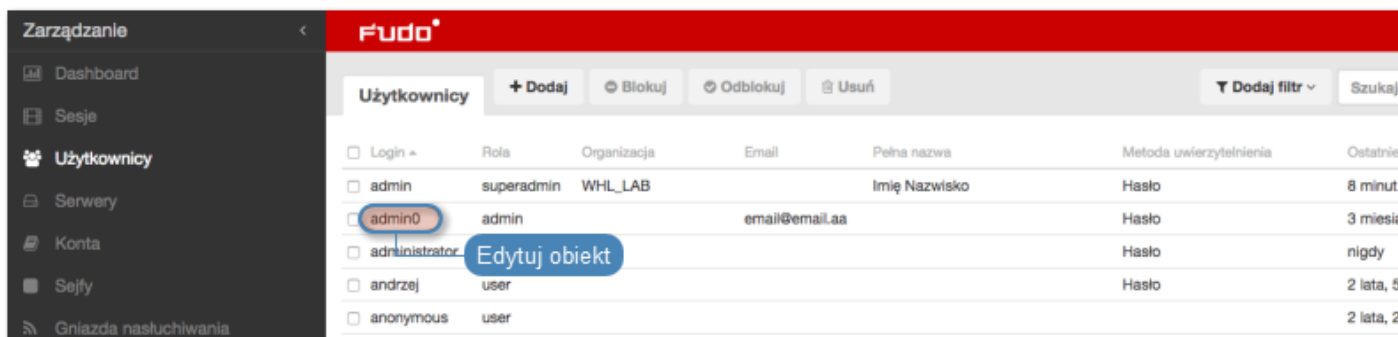 Zarządzanie
Fudo
Dashboard
Użytkownicy
+ Dodaj
Blokuj
Odblokuj
Usuń
Dodaj filtr
Szukaj
Sesje
Użytkownicy
Login Rola Organizacja Email Pełna nazwa Metoda uwierzytelnienia Ostatnie
admin superadmin WHL_LAB Imię Nazwisko Hasło 8 minut
Serwery
admin0 admin email@email.aa Hasło 3 miesia
Konta
administrator Hasło nigdy
Edytuj obiekt
Sejfy
andrzej user Hasło 2 lata, 5
Gniazda nasłuchiwania
anonymous user 2 lata, 2